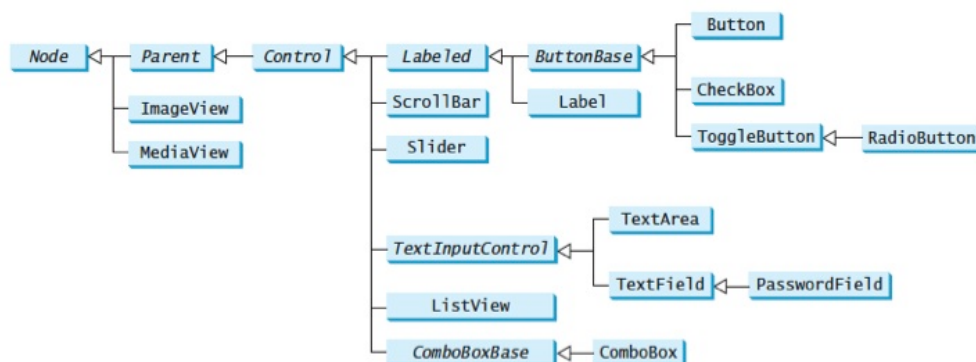 Button
Node Parent Control Labeled ButtonBase
ImageView ScrollBar Label CheckBox
MediaView Slider ToggleButton RadioButton
TextArea
TextInputControl
TextField PasswordField
ListView
ComboBoxBase ComboBox